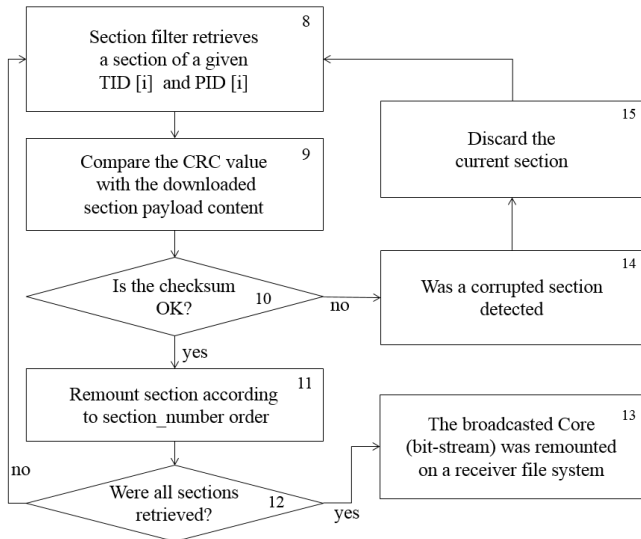 8
Section filter retrieves
a section of a given
TID [i] and PID [i]
9
Compare the CRC value
with the downloaded
section payload content
Is the checksum
OK?
10
no
yes
11
Remount section according
to section_number order
Were all sections
retrieved?
12
no
yes
13
The broadcasted Core
(bit-stream) was remounted
on a receiver file system
14
Was a corrupted section
detected
15
Discard the
current section